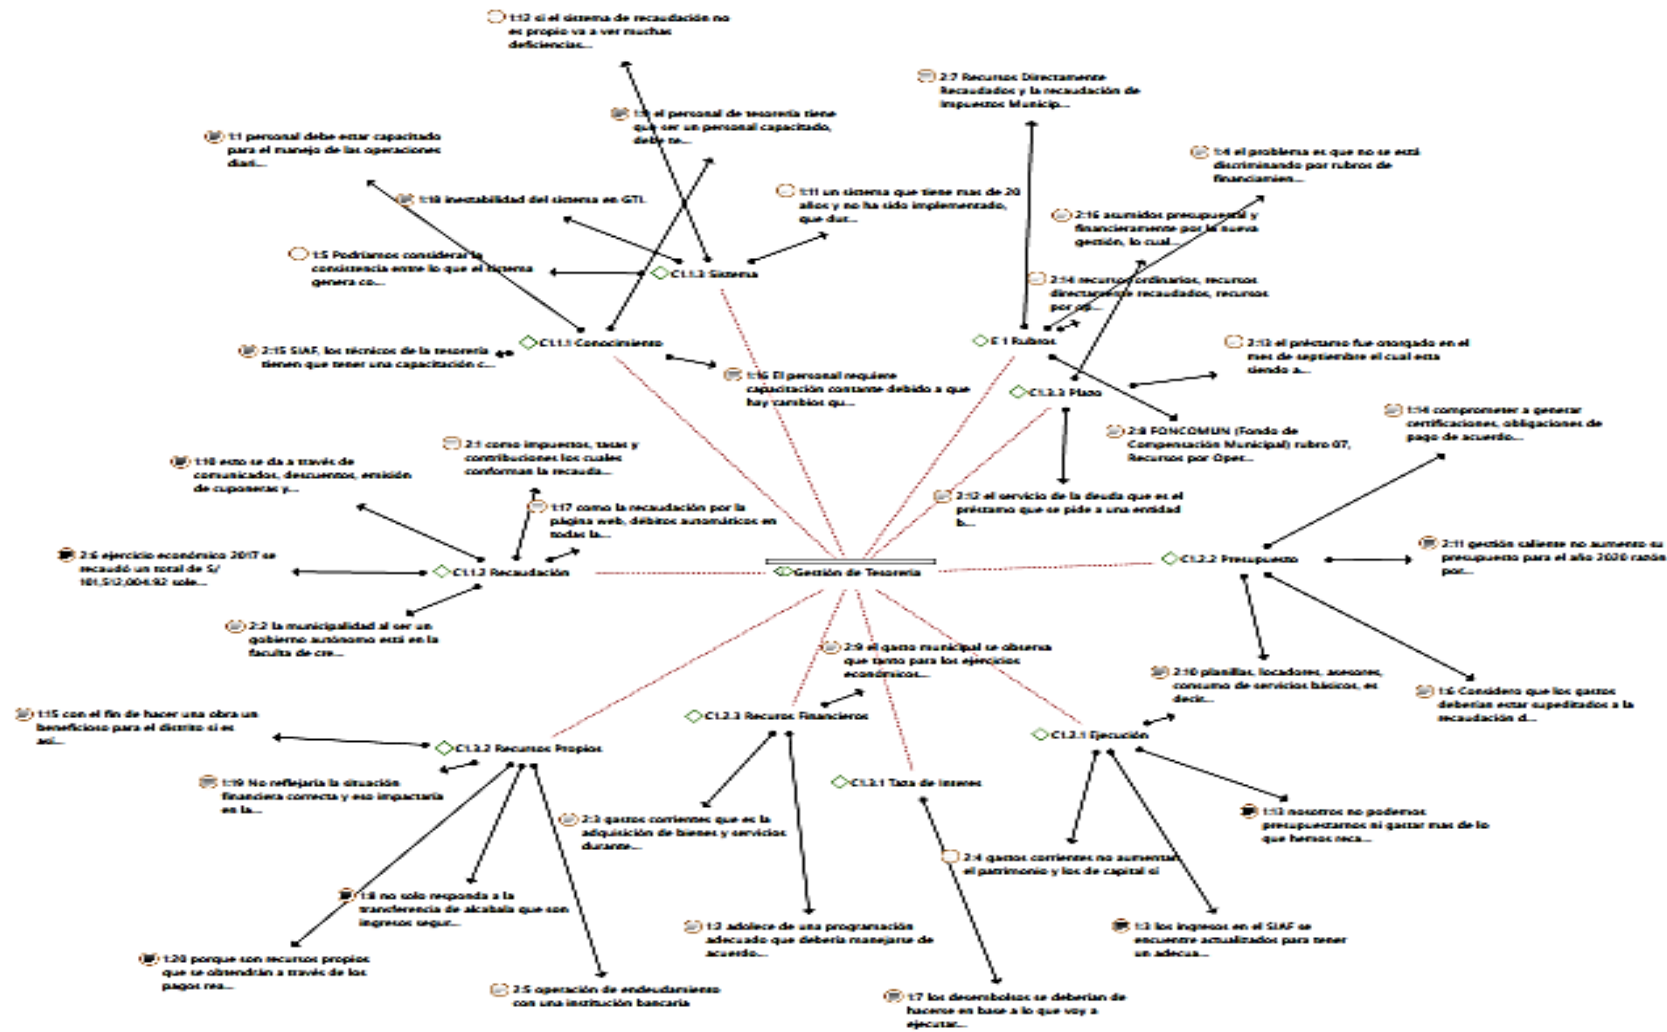 1:12 si el sistema de recaudación no
es propio va a ver muchas
deficiencias...
2:7 Recursos Directamente
Recaudados y la recaudación de
Impuestos Municip...
el personal de tesorería tiene
que ser un personal capacitado,
debe te...
1:1 personal debe estar capacitado
para el manejo de las operaciones
diari...
1:4 el problema es que no se está
discriminando por rubros de
financiamien...
1:18 inestabilidad del sistema en GTI.
1:11 un sistema que tiene mas de 20
años y no ha sido implementado,
que dur...
2:16 asumidos presupuestal y
financieramente por la nueva
gestión, lo cual...
1:5 Podríamos considerar la
consistencia entre lo que el sistema
genera co...
C1.1.3 Sistema
2:14 recursos ordinarios, recursos
directamente recaudados, recursos
por op...
C1.1.1 Conocimiento
E 1 Rubros
2:13 el préstamo fue otorgado en el
mes de septiembre el cual esta
siendo a...
2:15 SIAF, los técnicos de la tesorería
tienen que tener una capacitación c...
1:16 El personal requiere
capacitación contante debido a que
hay cambios qu...
C1.3.3 Plazo
1:14 comprometer a generar
certificaciones, obligaciones de
pago de acuerdo...
2:8 FONCOMUN (Fondo de
Compensación Municipal) rubro 07,
Recursos por Oper...
2:1 como impuestos, tasas y
contribuciones los cuales
conforman la recauda...
1:10 esto se da a través de
comunicados, descuentos, emisión
de cuponeras y...
1:17 como la recaudación por la
página web, débitos automáticos en
todas la...
2:12 el servicio de la deuda que es el
préstamo que se pide a una entidad
b...
2:6 ejercicio económico 2017 se
recaudó un total de S/
101,512,004.92 sole...
C1.1.2 Recaudación
Gestión de Tesorería
C1.2.2 Presupuesto
2:11 gestión saliente no aumento su
presupuesto para el año 2020 razón
por...
2:2 la municipalidad al ser un
gobierno autónomo está en la
faculta de cre...
2:9 el gasto municipal se observa
que tanto para los ejercicios
económicos...
2:10 planillas, locadores, asesores,
consumo de servicios básicos, es
decir...
1:6 Considero que los gastos
deberían estar supeditados a la
recaudación d...
1:15 con el fin de hacer una obra un
beneficioso para el distrito si es
así...
C1.3.2 Recursos Propios
C1.2.3 Recuros Financieros
C1.2.1 Ejecución
1:19 No reflejaría la situación
financiera correcta y eso impactaría
en la...
C1.3.1 Taza de Interes
2:3 gastos corrientes que es la
adquisición de bienes y servicios
durante...
1:13 nosotros no podemos
presupuestarnos ni gastar mas de lo
que hemos reca...
2:4 gastos corrientes no aumentan
el patrimonio y los de capital si
1:8 no solo responda a la
transferencia de alcabala que son
ingresos segur...
1:2 adolece de una programación
adecuado que debería manejarse de
acuerdo...
1:3 los ingresos en el SIAF se
encuentre actualizados para tener
un adecua...
1:20 porque son recursos propios
que se obtendrán a través de los
pagos rea...
2:5 operación de endeudamiento
con una institución bancaria
1:7 los desembolsos se deberían de
hacerse en base a lo que voy a
ejecutar...